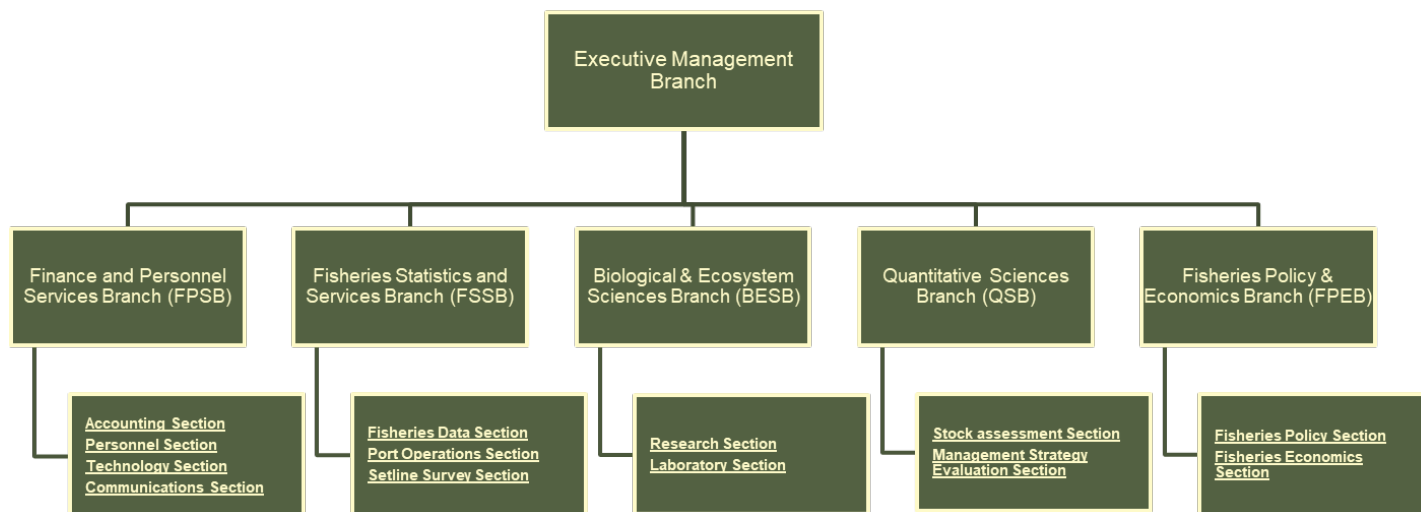 Executive Management
Branch
Finance and Personnel
Services Branch (FPSB)
Fisheries Statistics and
Services Branch (FSSB)
Biological & Ecosystem
Sciences Branch (BESB)
Quantitative Sciences
Branch (QSB)
Fisheries Policy &
Economics Branch (FPEB)
Accounting Section
Personnel Section
Technology Section
Communications Section
Fisheries Data Section
Port Operations Section
Setline Survey Section
Research Section
Laboratory Section
Stock assessment Section
Management Strategy
Evaluation Section
Fisheries Policy Section
Fisheries Economics
Section